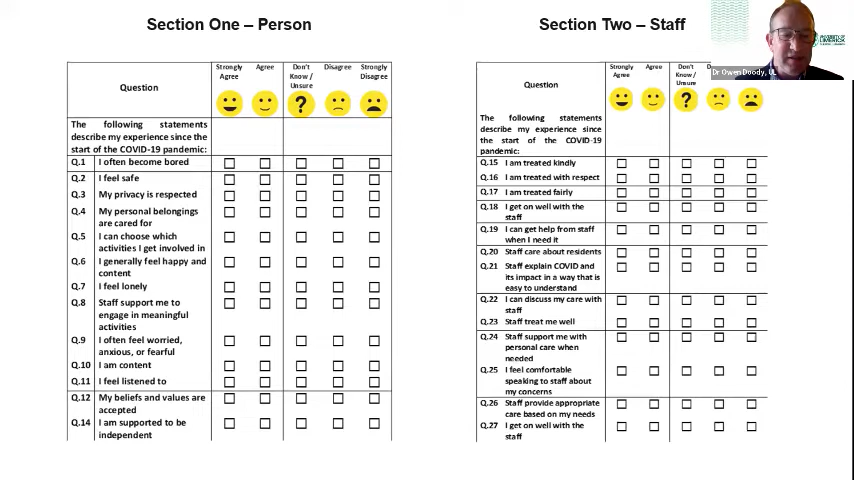 Section One – Person
Question
Strongly
Agree
Agree
Don't
Know /
Unsure
Disagree
Strongly
Disagree
The following statements
describe my experience since the
start of the COVID-19 pandemic:
Q.1 I often become bored
Q.2 I feel safe
Q.3 My privacy is respected
Q.4 My personal belongings
are cared for
Q.5 I can choose which
activities I get involved in
Q.6 I generally feel happy and
content
Q.7 I feel lonely
Q.8 Staff support me to
engage in meaningful
activities
Q.9 I often feel worried,
anxious, or fearful
Q.10 I am content
Q.11 I feel listened to
Q.12 My beliefs and values are
accepted
Q.14 I am supported to be
independent
Section Two – Staff
Question
Strongly
Agree
Agree
Don't
Know /
Unsure
The following statements
describe my experience since
the start of the COVID-19
pandemic:
Q.15 I am treated kindly
Q.16 I am treated with respect
Q.17 I am treated fairly
Q.18 I get on well with the
staff
Q.19 I can get help from staff
when I need it
Q.20 Staff care about residents
Q.21 Staff explain COVID and
its impact in a way that is
easy to understand
Q.22 I can discuss my care with
staff
Q.23 Staff treat me well
Q.24 Staff support me with
personal care when
needed
Q.25 I feel comfortable
speaking to staff about
my concerns
Q.26 Staff provide appropriate
care based on my needs
Q.27 I get on well with the
staff
Dr Owen Doody, UL
LIMERICK